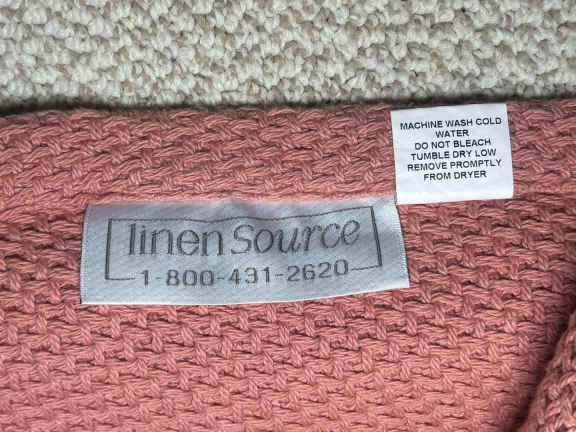 MACHINE WASH COLD
WATER
DO NOT BLEACH
TUMBLE DRY LOW
REMOVE PROMPTLY
FROM DRYER
linen Source
1-800-431-2620